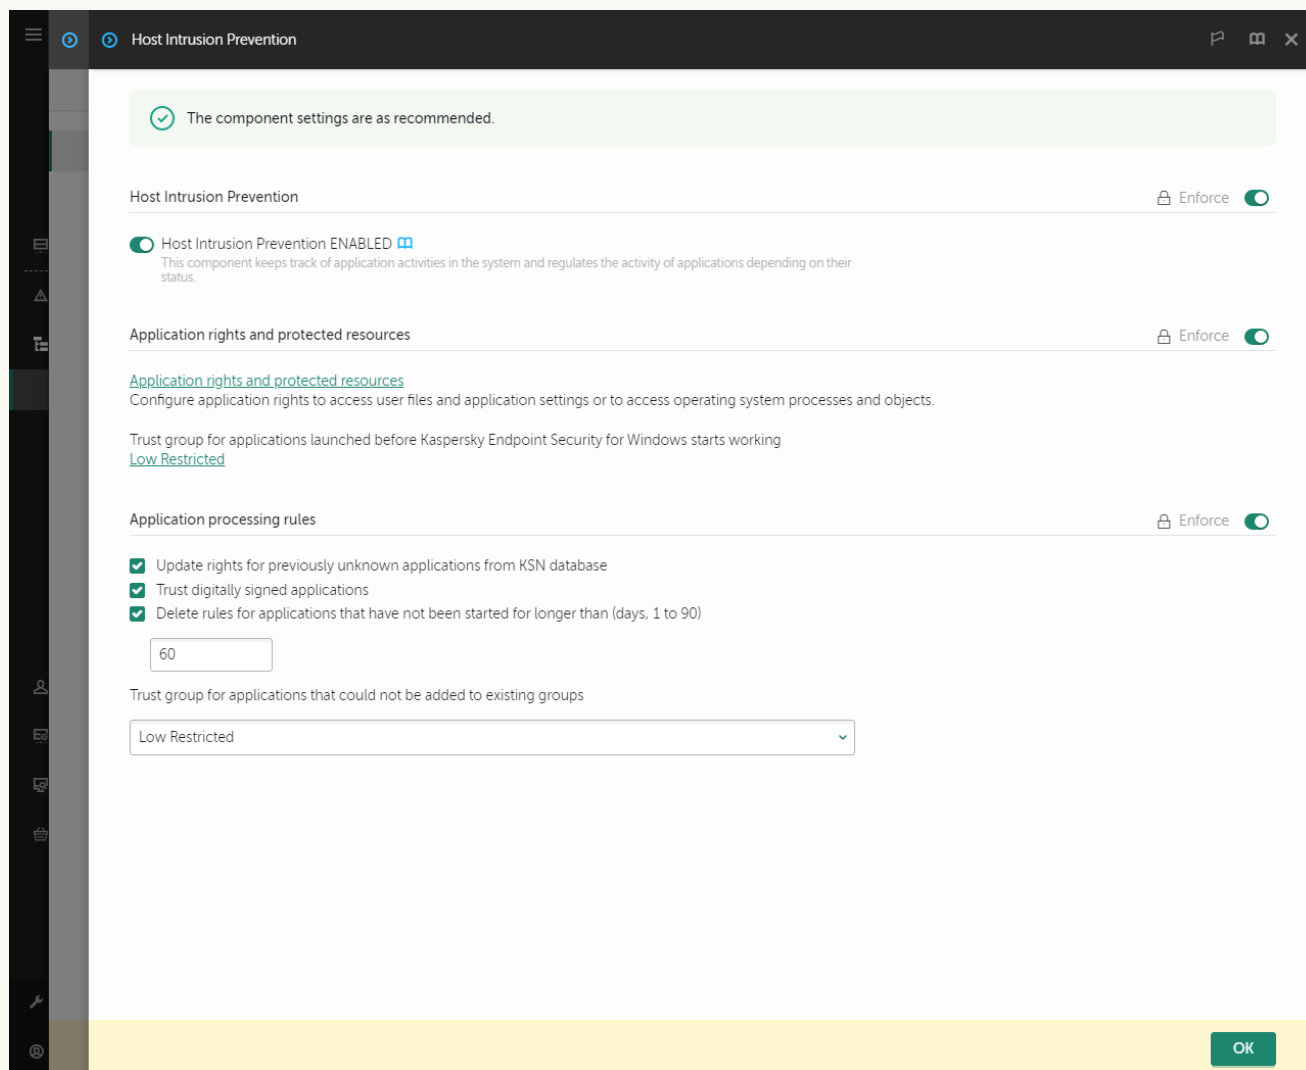 Host Intrusion Prevention
The component settings are as recommended.
Host Intrusion Prevention
Enforce
Host Intrusion Prevention ENABLED
This component keeps track of application activities in the system and regulates the activity of applications depending on their
status.
Application rights and protected resources
Enforce
Application rights and protected resources
Configure application rights to access user files and application settings or to access operating system processes and objects.
Trust group for applications launched before Kaspersky Endpoint Security for Windows starts working
Low Restricted
Application processing rules
Enforce
Update rights for previously unknown applications from KSN database
Trust digitally signed applications
Delete rules for applications that have not been started for longer than (days, 1 to 90)
60
Trust group for applications that could not be added to existing groups
Low Restricted
OK